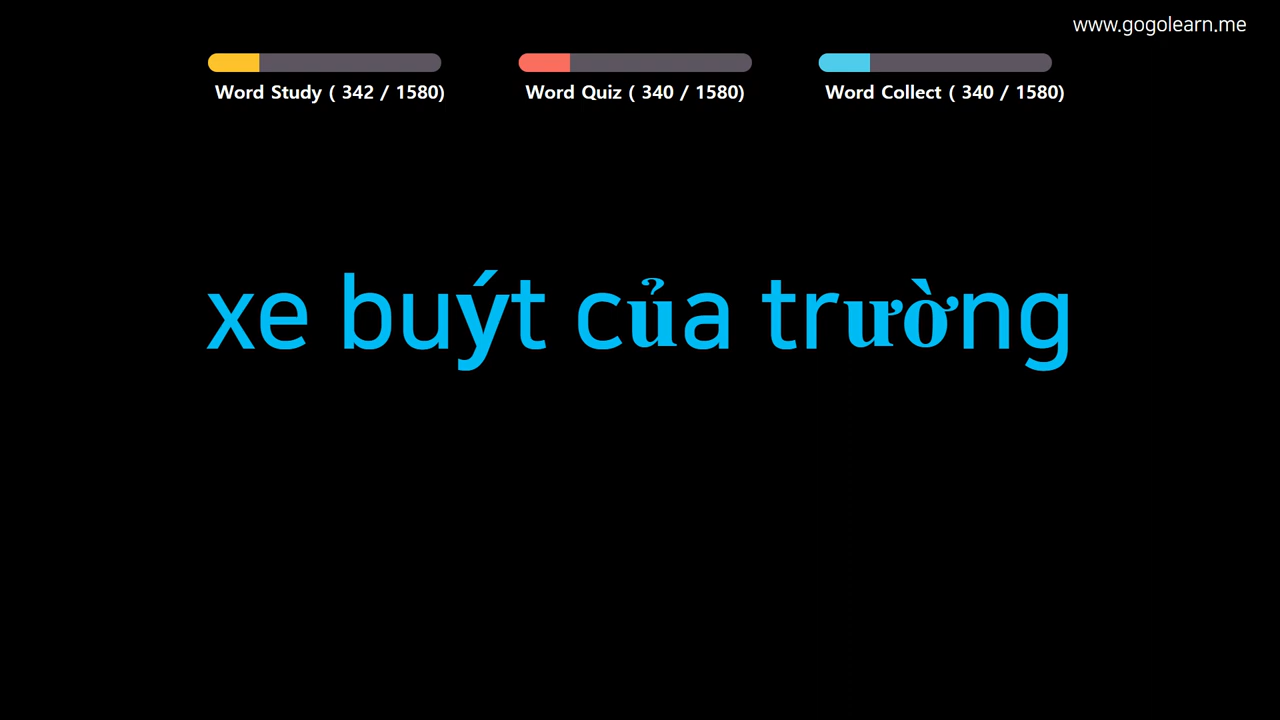 www.gogolearn.me
Word Study ( 342 / 1580)
Word Quiz ( 340 / 1580)
Word Collect ( 340 / 1580)
xe buýt của trường